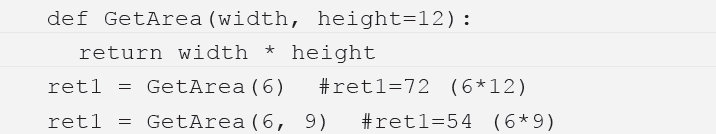 def GetArea(width, height=12):
  return width * height
ret1 = GetArea(6)  #ret1=72 (6*12)
ret1 = GetArea(6, 9)  #ret1=54 (6*9)